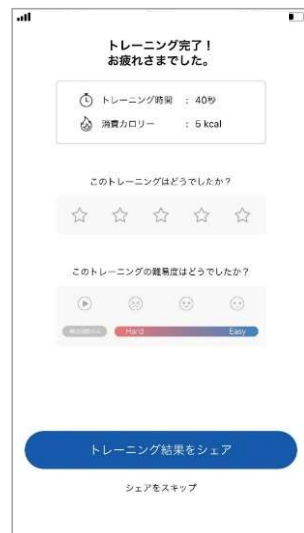 トレーニング完了!
お疲れさまでした。
トレーニング時間 : 40秒
消費カロリー : 5 kcal
このトレーニングはどうでしたか?
このトレーニングの難易度はどうでしたか?
Hard Easy
トレーニング結果をシェア
シェアをスキップ